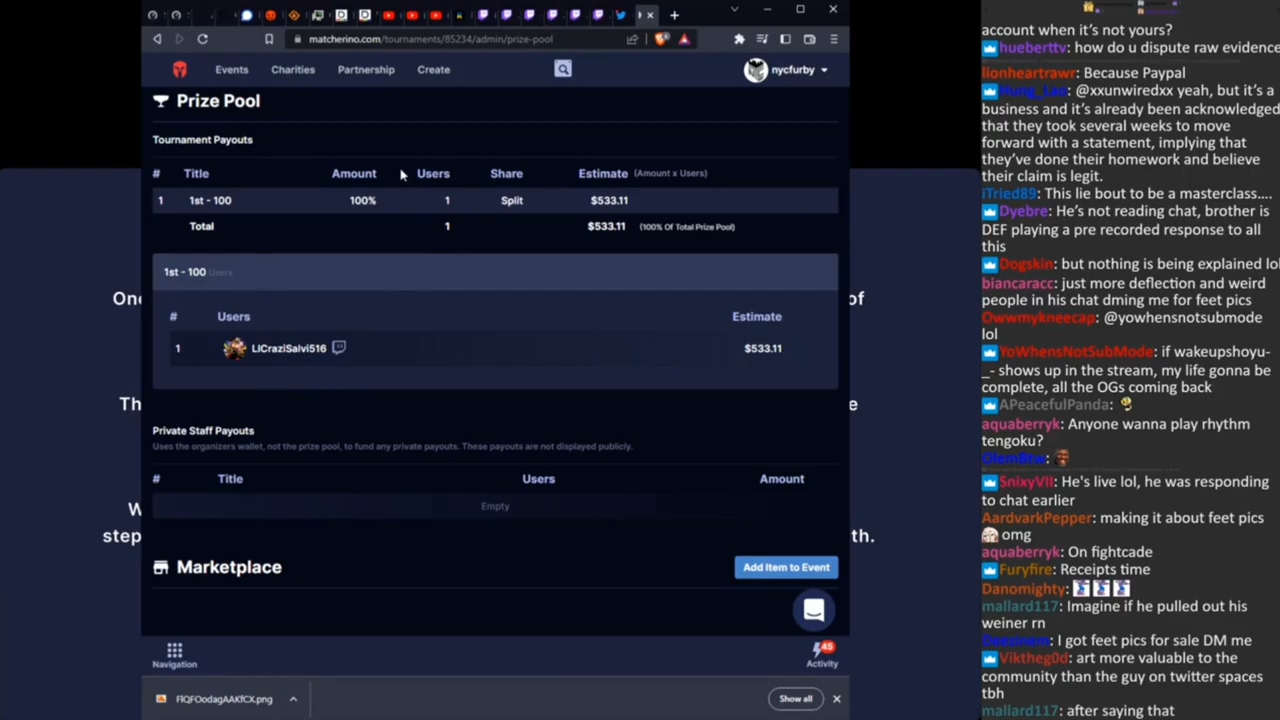 matcherino.com/tournaments/85234/admin/prize-pool
Events Charities Partnership Create
nycfurby
Prize Pool
Tournament Payouts
# Title Amount Users Share Estimate (Amount x Users)
1 1st - 100 100% 1 Split $533.11
Total 1 $533.11 (100% Of Total Prize Pool)
1st - 100 Users
# Users Estimate
1 LlCraziSalvi516 $533.11
Private Staff Payouts
Uses the organizers wallet, not the prize pool, to fund any private payouts. These payouts are not displayed publicly.
# Title Users Amount
Empty
Marketplace
Add Item to Event
Navigation
45
Activity
FlQFOodagAAKfCX.png
Show all
One
of
Th
e
W
step
th.
account when it's not yours?
hueberttv: how do u dispute raw evidence
lionheartrawr: Because Paypal
Hung_Lao: @xxunwiredxx yeah, but it's a
business and it's already been acknowledged
that they took several weeks to move
forward with a statement, implying that
they've done their homework and believe
their claim is legit.
iTried89: This lie bout to be a masterclass....
Dyebre: He's not reading chat, brother is
DEF playing a pre recorded response to all
this
Dogskin: but nothing is being explained lol
biancaracc: just more deflection and weird
people in his chat dming me for feet pics
Owwmykneecap: @yowhensnotsubmode
lol
YoWhensNotSubMode: if wakeupshoyu-
_- shows up in the stream, my life gonna be
complete, all the OGs coming back
APeacefulPanda:
aquaberryk: Anyone wanna play rhythm
tengoku?
SnixyVII: He's live lol, he was responding
to chat earlier
AardvarkPepper: making it about feet pics
omg
aquaberryk: On fightcade
Furyfire: Receipts time
Danomighty:
mallard117: Imagine if he pulled out his
weiner rn
I got feet pics for sale DM me
Viktheg0d: art more valuable to the
community than the guy on twitter spaces
tbh
mallard117: after saying that